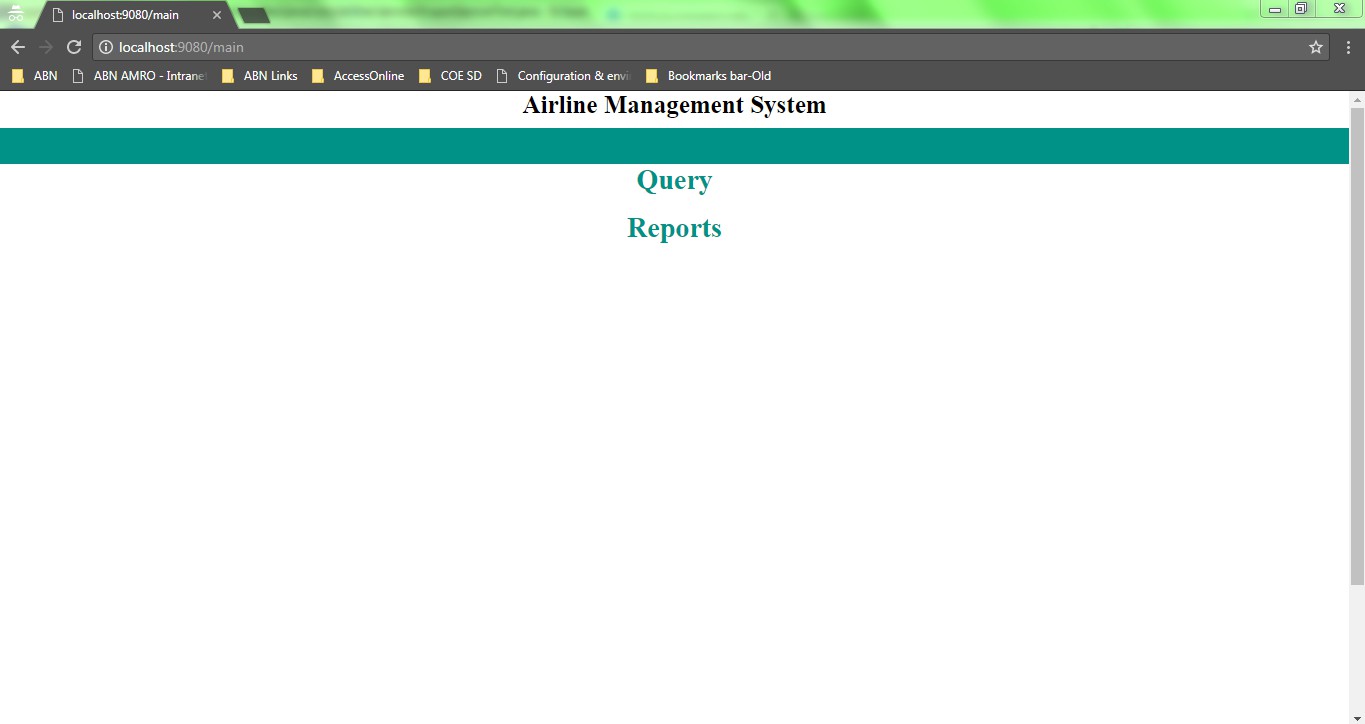 localhost:9080/main
localhost:9080/main
ABN ABN AMRO - Intrane ABN Links AccessOnline COE SD Configuration & envi Bookmarks bar-Old
Airline Management System
Query
Reports